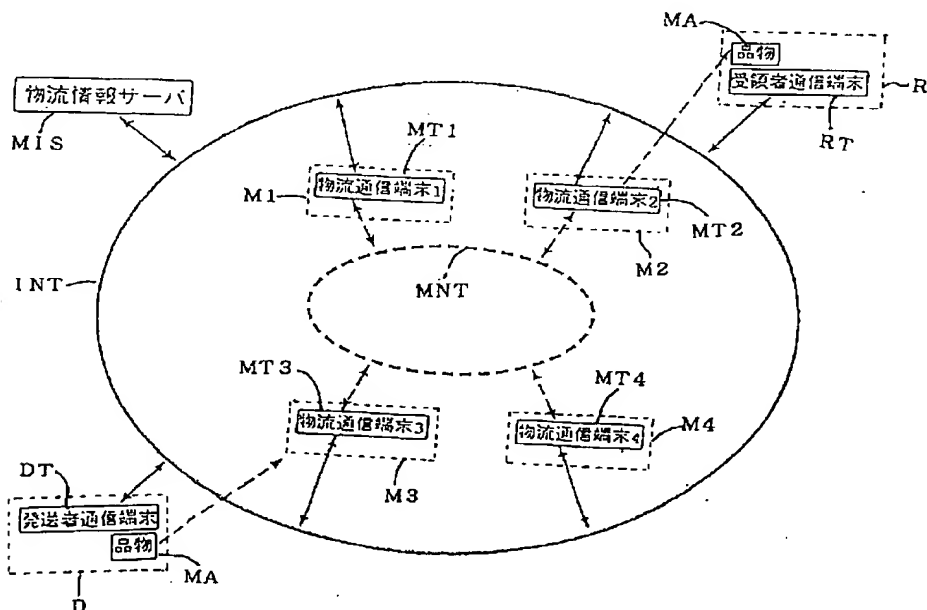 MA
品物
受領者通信端末
R
RT
物流情報サーバ
MIS
MT1
物流通信端末1
M1
物流通信端末2
MT2
M2
INT
MNT
MT3
物流通信端末3
M3
MT4
物流通信端末4
M4
DT
発送者通信端末
品物
MA
D